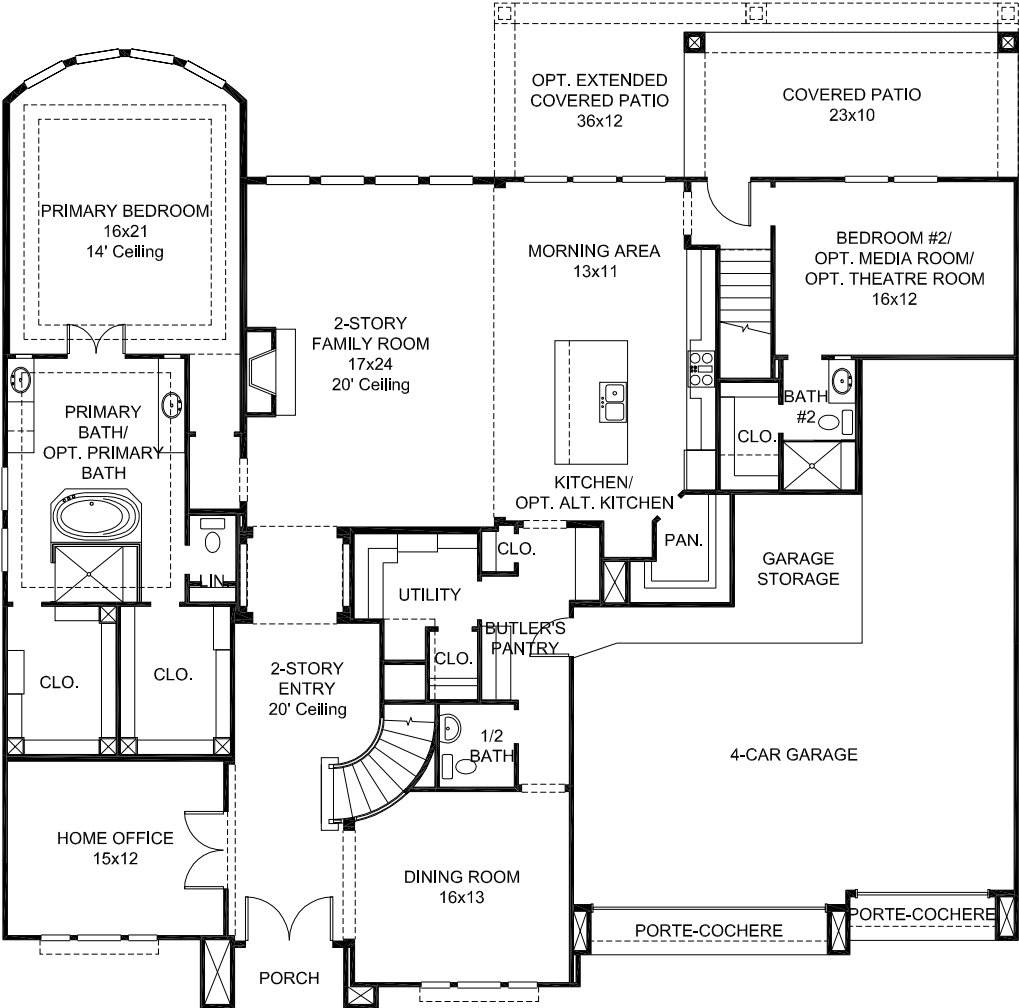 OPT. EXTENDED
COVERED PATIO
36x12
COVERED PATIO
23x10
PRIMARY BEDROOM
16x21
14' Ceiling
MORNING AREA
13x11
BEDROOM #2/
OPT. MEDIA ROOM/
OPT. THEATRE ROOM
16x12
2-STORY
FAMILY ROOM
17x24
20' Ceiling
PRIMARY
BATH/
OPT. PRIMARY
BATH
BATH
#2
CLO.
KITCHEN/
OPT. ALT. KITCHEN
PAN.
CLO.
GARAGE
STORAGE
LIN
UTILITY
BUTLER'S
PANTRY
CLO.
2-STORY
ENTRY
20' Ceiling
CLO.
CLO.
1/2
BATH
4-CAR GARAGE
HOME OFFICE
15x12
DINING ROOM
16x13
PORTE-COCHERE
PORTE-COCHERE
PORCH